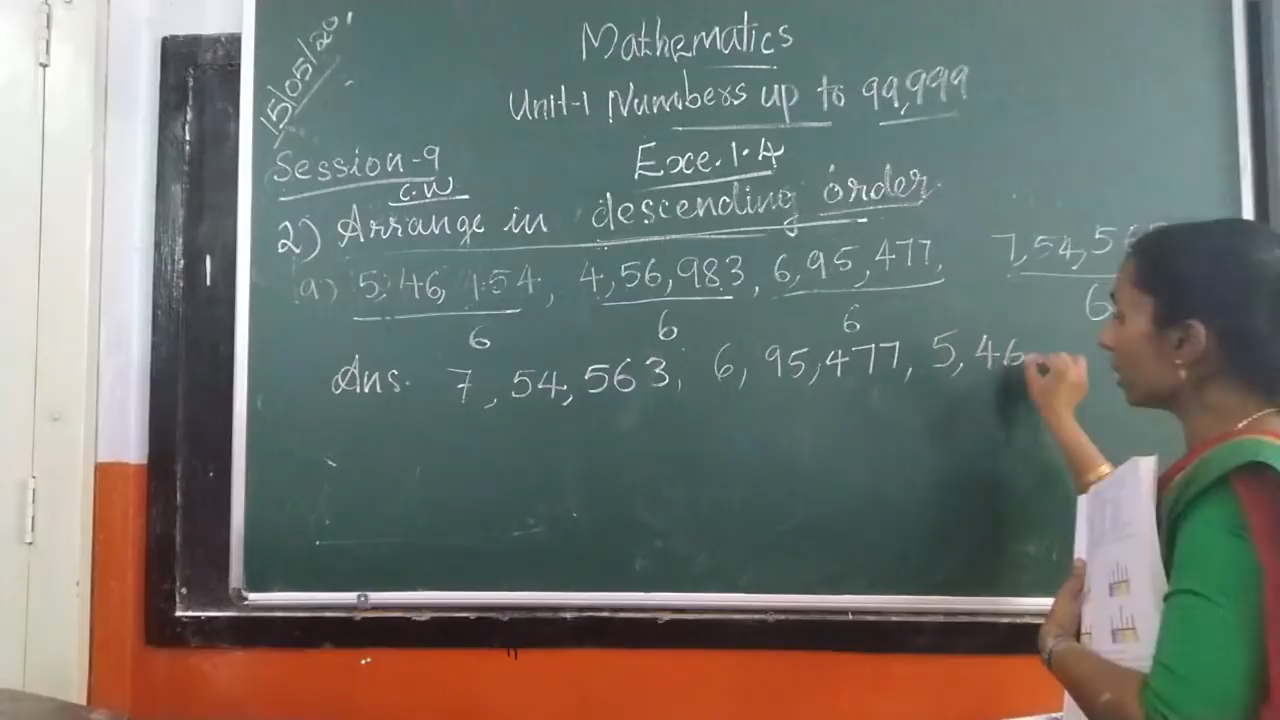 15/05/20
Mathematics
Unit-1 Numbers up to 99,999
Session-9
Exe.1.4
C.W
2) Arrange in descending order.
a) 5,46,154, 4,56,983, 6,95,477, 7,54,56
6 6 6 6
Ans. 7,54,563, 6,95,477, 5,46